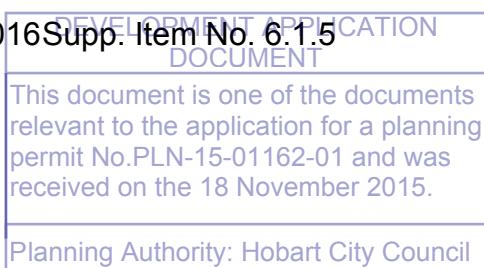 016Supp. Item No. 6.1.5
DEVELOPMENT APPLICATION
DOCUMENT
This document is one of the documents
relevant to the application for a planning
permit No.PLN-15-01162-01 and was
received on the 18 November 2015.
Planning Authority: Hobart City Council